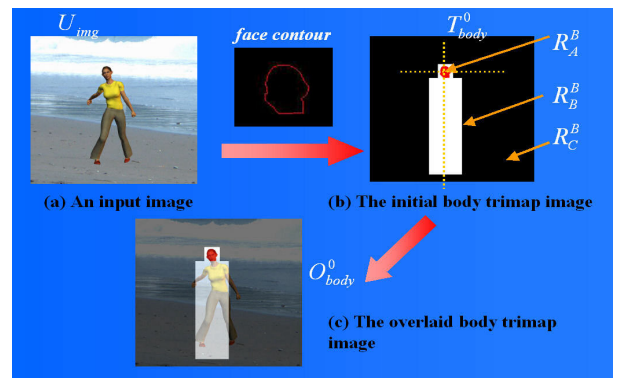 U_img
face contour
T^0_body
R^B_A
R^B_B
R^B_C
(a) An input image
(b) The initial body trimap image
O^0_body
(c) The overlaid body trimap
image